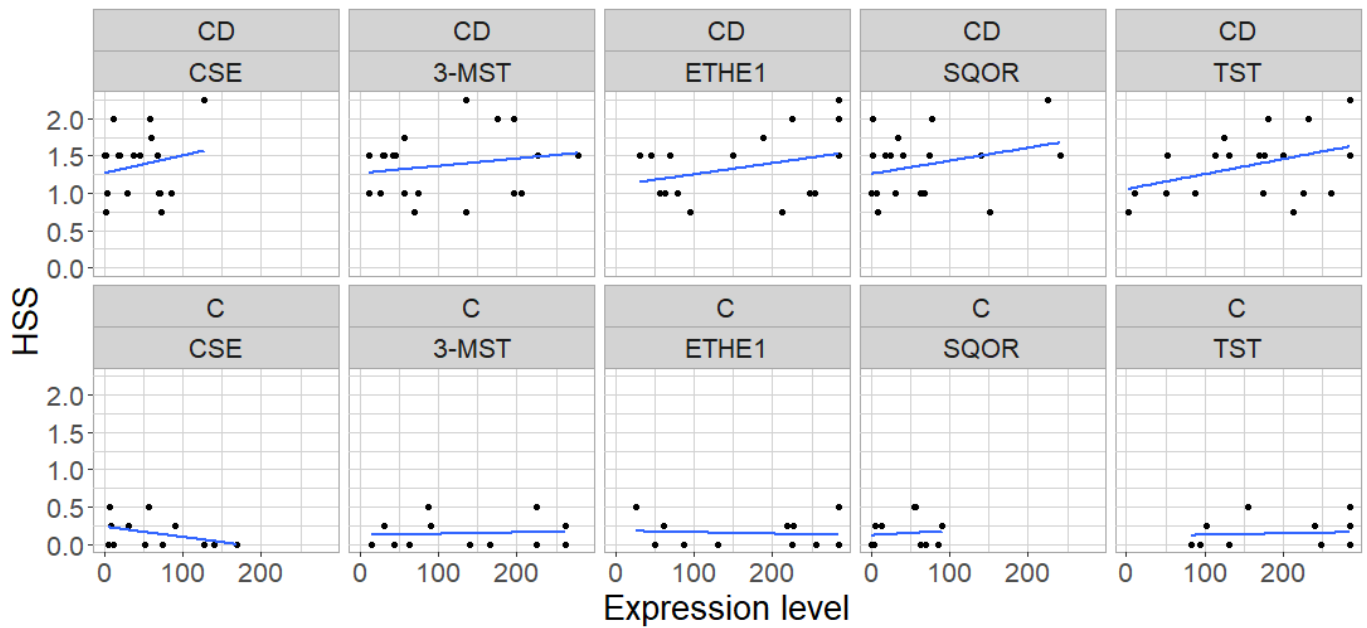 CD CD CD CD CD
CSE 3-MST ETHE1 SQOR TST
2.0
1.5
1.0
0.5
0.0
HSS
C C C C C
CSE 3-MST ETHE1 SQOR TST
2.0
1.5
1.0
0.5
0.0
0 100 200 0 100 200 0 100 200 0 100 200 0 100 200
Expression level